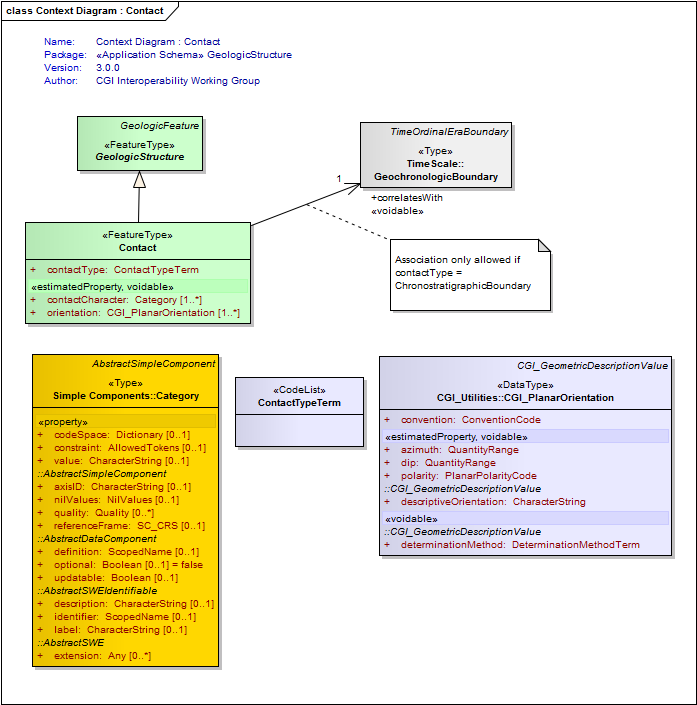 class Context Diagram : Contact
Name: Context Diagram : Contact
Package: «Application Schema» GeologicStructure
Version: 3.0.0
Author: CGI Interoperability Working Group
GeologicFeature
«FeatureType»
GeologicStructure
TimeOrdinalEraBoundary
«Type»
TimeScale::
GeochronologicBoundary
1
+correlatesWith
«voidable»
«FeatureType»
Contact
+ contactType: ContactTypeTerm
«estimatedProperty, voidable»
+ contactCharacter: Category [1..*]
+ orientation: CGI_PlanarOrientation [1..*]
Association only allowed if
contactType =
ChronostratigraphicBoundary
AbstractSimpleComponent
«Type»
Simple Components::Category
«property»
+ codeSpace: Dictionary [0..1]
+ constraint: AllowedTokens [0..1]
+ value: CharacterString [0..1]
::AbstractSimpleComponent
+ axisID: CharacterString [0..1]
+ nilValues: NilValues [0..1]
+ quality: Quality [0..*]
+ referenceFrame: SC_CRS [0..1]
::AbstractDataComponent
+ definition: ScopedName [0..1]
+ optional: Boolean [0..1] = false
+ updatable: Boolean [0..1]
::AbstractSWEIdentifiable
+ description: CharacterString [0..1]
+ identifier: ScopedName [0..1]
+ label: CharacterString [0..1]
::AbstractSWE
+ extension: Any [0..*]
«CodeList»
ContactTypeTerm
CGI_GeometricDescriptionValue
«DataType»
CGI_Utilities::CGI_PlanarOrientation
+ convention: ConventionCode
«estimatedProperty, voidable»
+ azimuth: QuantityRange
+ dip: QuantityRange
+ polarity: PlanarPolarityCode
::CGI_GeometricDescriptionValue
+ descriptiveOrientation: CharacterString
«voidable»
::CGI_GeometricDescriptionValue
+ determinationMethod: DeterminationMethodTerm